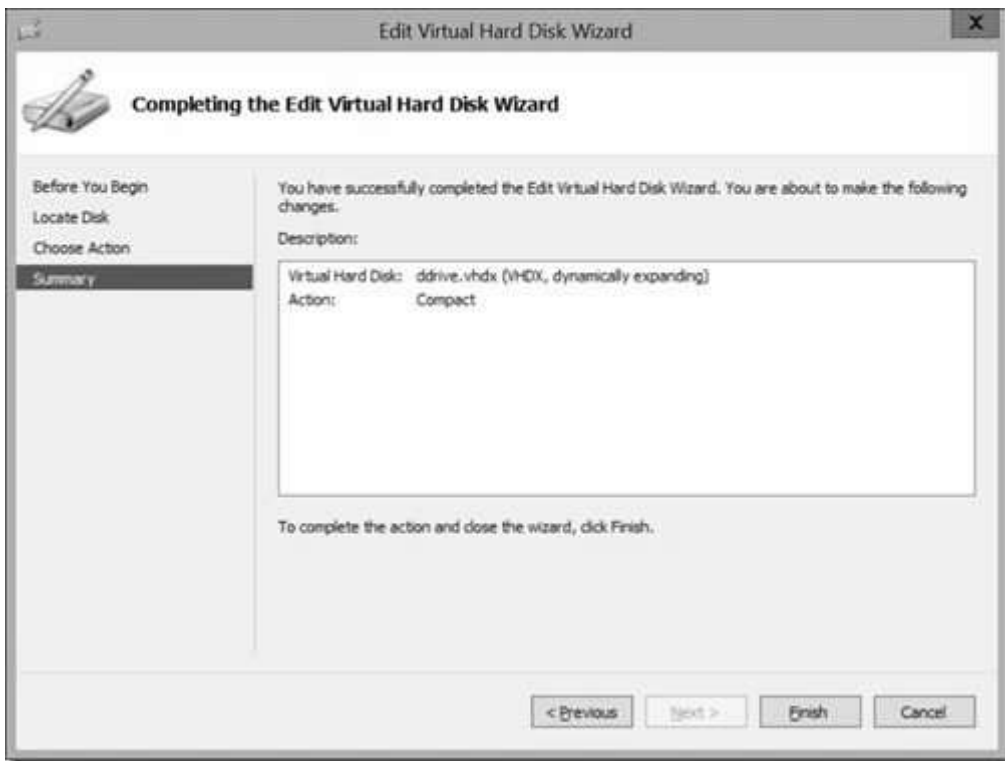 Edit Virtual Hard Disk Wizard
X
Completing the Edit Virtual Hard Disk Wizard
Before You Begin
Locate Disk
Choose Action
Summary
You have successfully completed the Edit Virtual Hard Disk Wizard. You are about to make the following
changes.
Description:
Virtual Hard Disk: ddrive.vhdx (VHDX, dynamically expanding)
Action: Compact
To complete the action and close the wizard, click Finish.
< Previous
Next >
Finish
Cancel